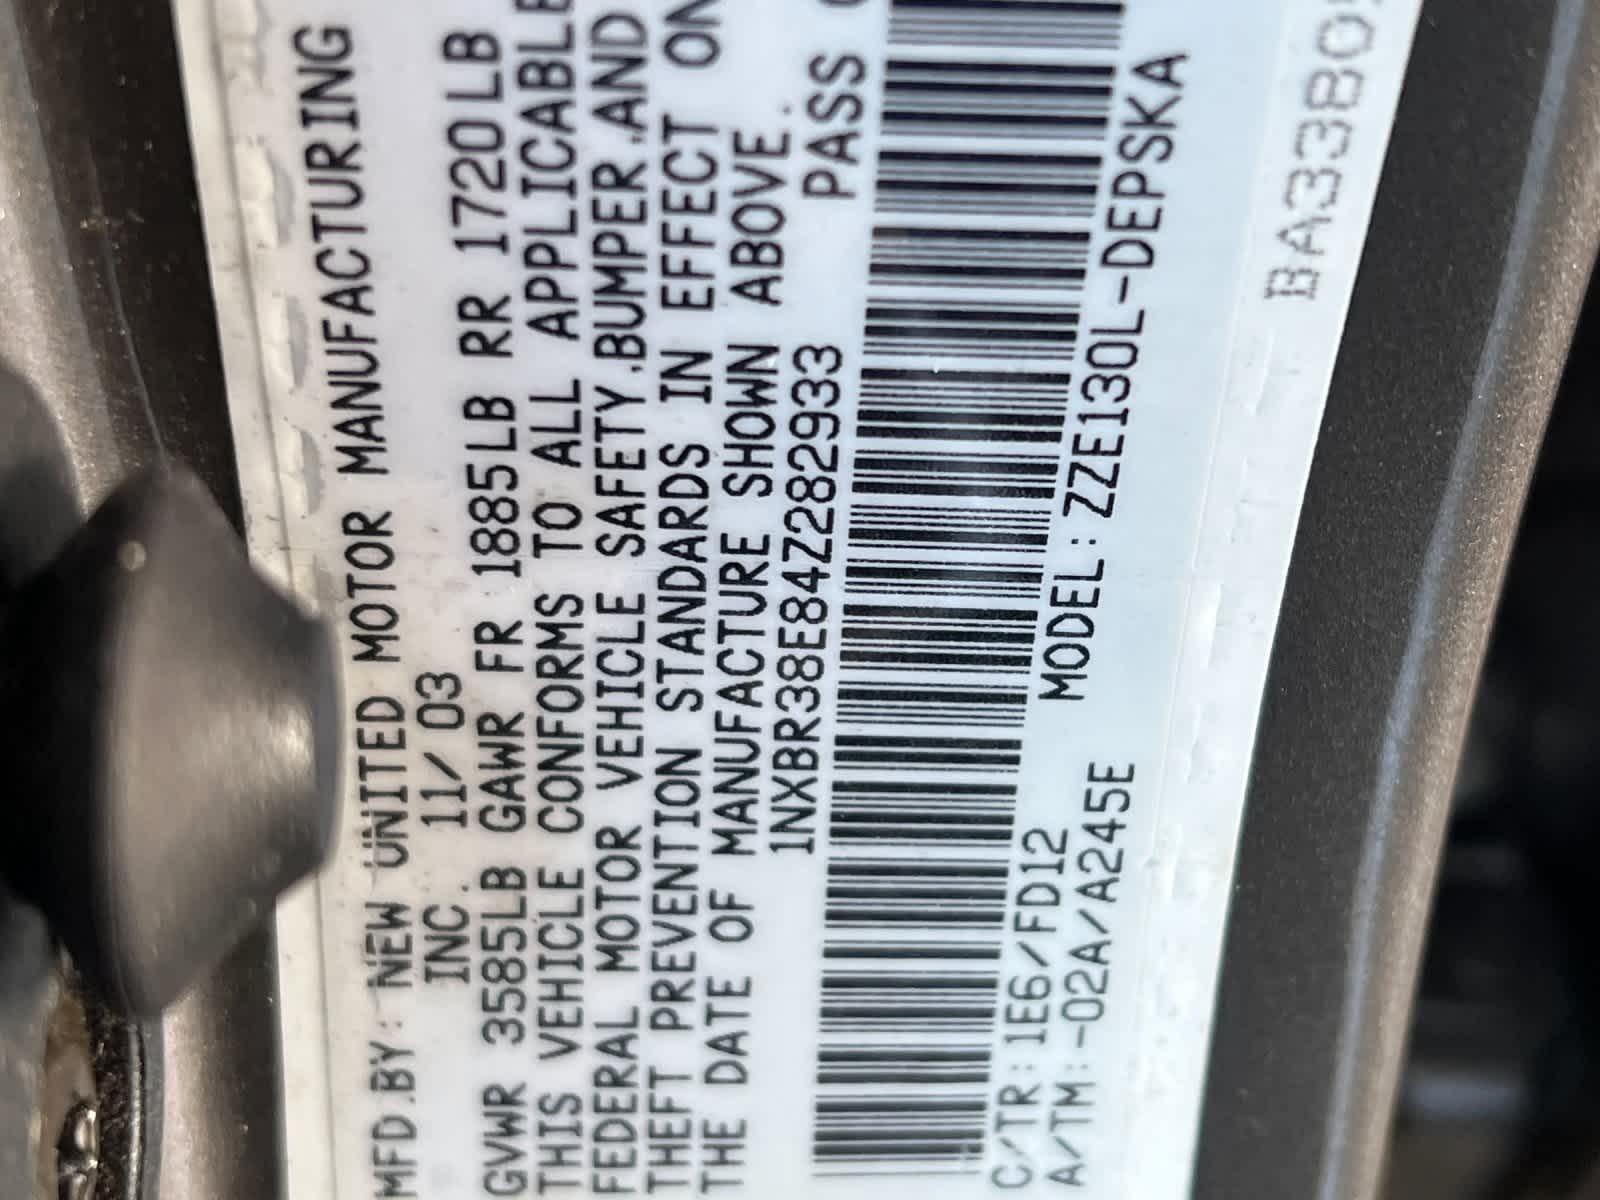 MFD.BY: NEW UNITED MOTOR MANUFACTURING
INC. 11/03
GVWR 3585LB GAWR FR 1885LB RR 1720LB
THIS VEHICLE CONFORMS TO ALL APPLICABLE
FEDERAL MOTOR VEHICLE SAFETY,BUMPER,AND
THEFT PREVENTION STANDARDS IN EFFECT ON
THE DATE OF MANUFACTURE SHOWN ABOVE.
1NXBR38E84Z282933 PASS
C/TR: 1E6/FD12 MODEL: ZZE130L-DEPSKA
A/TM:-02A/A245E
BA33B0